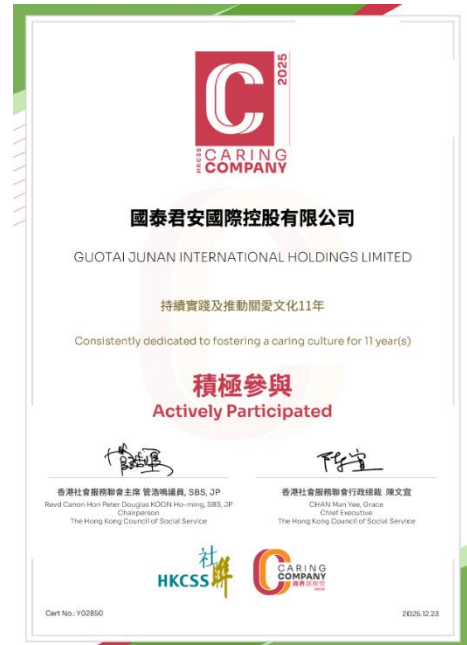 2025
HKCSS
CARING
COMPANY
國泰君安國際控股有限公司
GUOTAI JUNAN INTERNATIONAL HOLDINGS LIMITED
持續實踐及推動關愛文化11年
Consistently dedicated to fostering a caring culture for 11 year(s)
積極參與
Actively Participated
香港社會服務聯會主席 管浩鳴議員, SBS, JP
Revd Canon Hon Peter Douglas KOON Ho-ming, SBS, JP
Chairperson
The Hong Kong Council of Social Service
香港社會服務聯會行政總裁 陳文宜
CHAN Man Yee, Grace
Chief Executive
The Hong Kong Council of Social Service
HKCSS 社聯
CARING
COMPANY
Cert No.: Y02850
2025.12.23